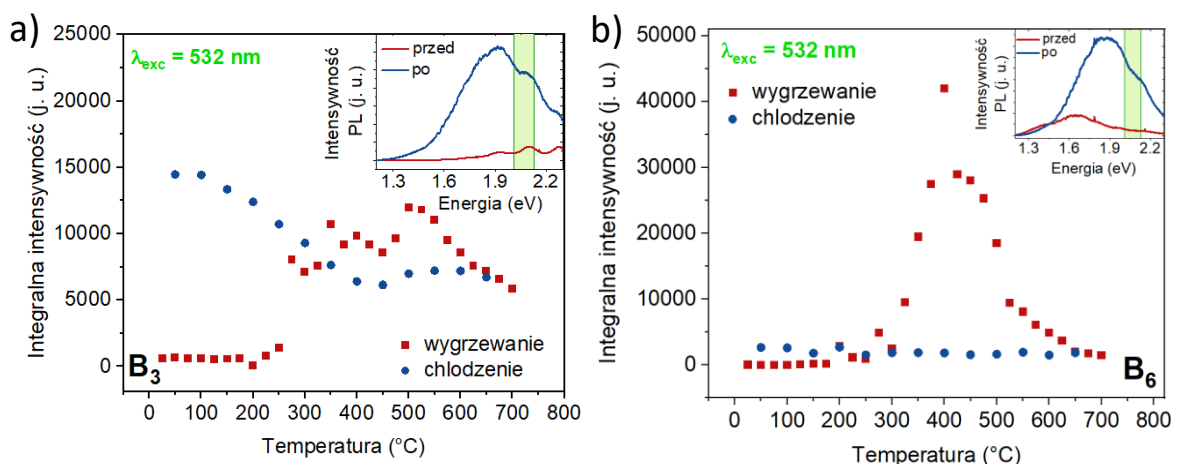 a)
λexc = 532 nm
Integralna intensywność (j. u.)
25000
20000
15000
10000
5000
0
0 100 200 300 400 500 600 700 800
Temperatura (°C)
B3
wygrzewanie
chlodzenie
Intensywność
PL (j. u.)
przed
po
1.2 1.5 1.9 2.2
Energia (eV)
b)
λexc = 532 nm
Integralna intensywność (j. u.)
50000
40000
30000
20000
10000
0
0 100 200 300 400 500 600 700 800
Temperatura (°C)
B6
wygrzewanie
chlodzenie
Intensywność
PL (j. u.)
przed
po
1.3 1.6 1.9 2.2
Energia (eV)